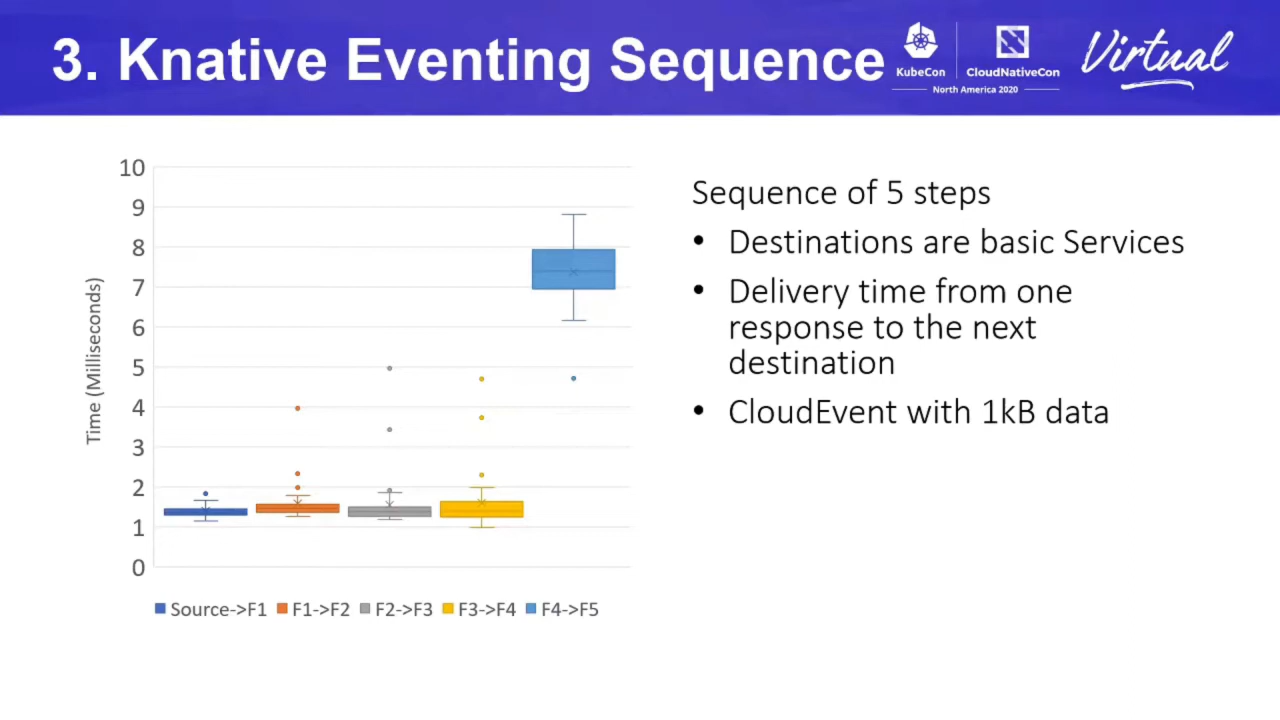 3. Knative Eventing Sequence
KubeCon
CloudNativeCon
North America 2020
Virtual
10
9
8
7
6
5
4
3
2
1
0
Time (Milliseconds)
Source->F1 F1->F2 F2->F3 F3->F4 F4->F5
Sequence of 5 steps
• Destinations are basic Services
• Delivery time from one
response to the next
destination
• CloudEvent with 1kB data